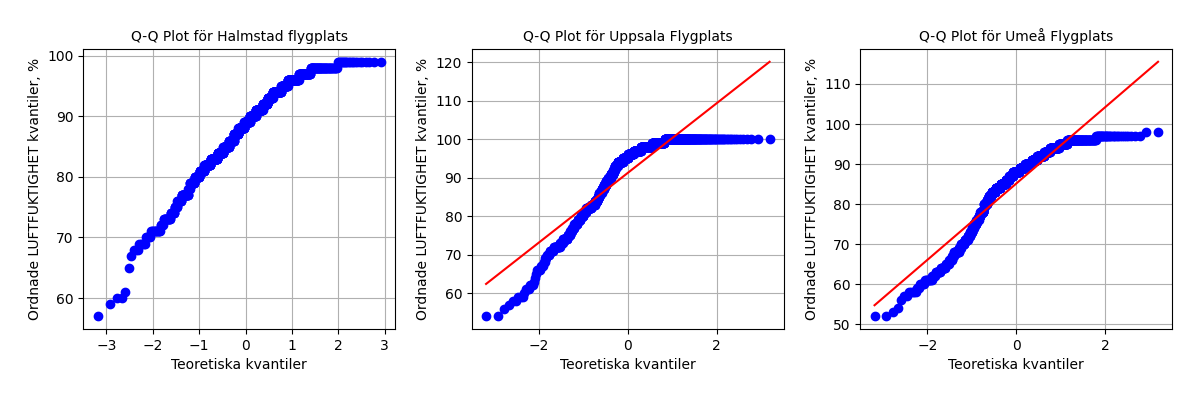 Q-Q Plot för Halmstad flygplats
Ordnade LUFTFUKTIGHET kvantiler, %
100
90
80
70
60
−3 −2 −1 0 1 2 3
Teoretiska kvantiler
Q-Q Plot för Uppsala Flygplats
Ordnade LUFTFUKTIGHET kvantiler, %
120
110
100
90
80
70
60
−2 0 2
Teoretiska kvantiler
Q-Q Plot för Umeå Flygplats
Ordnade LUFTFUKTIGHET kvantiler, %
110
100
90
80
70
60
50
−2 0 2
Teoretiska kvantiler